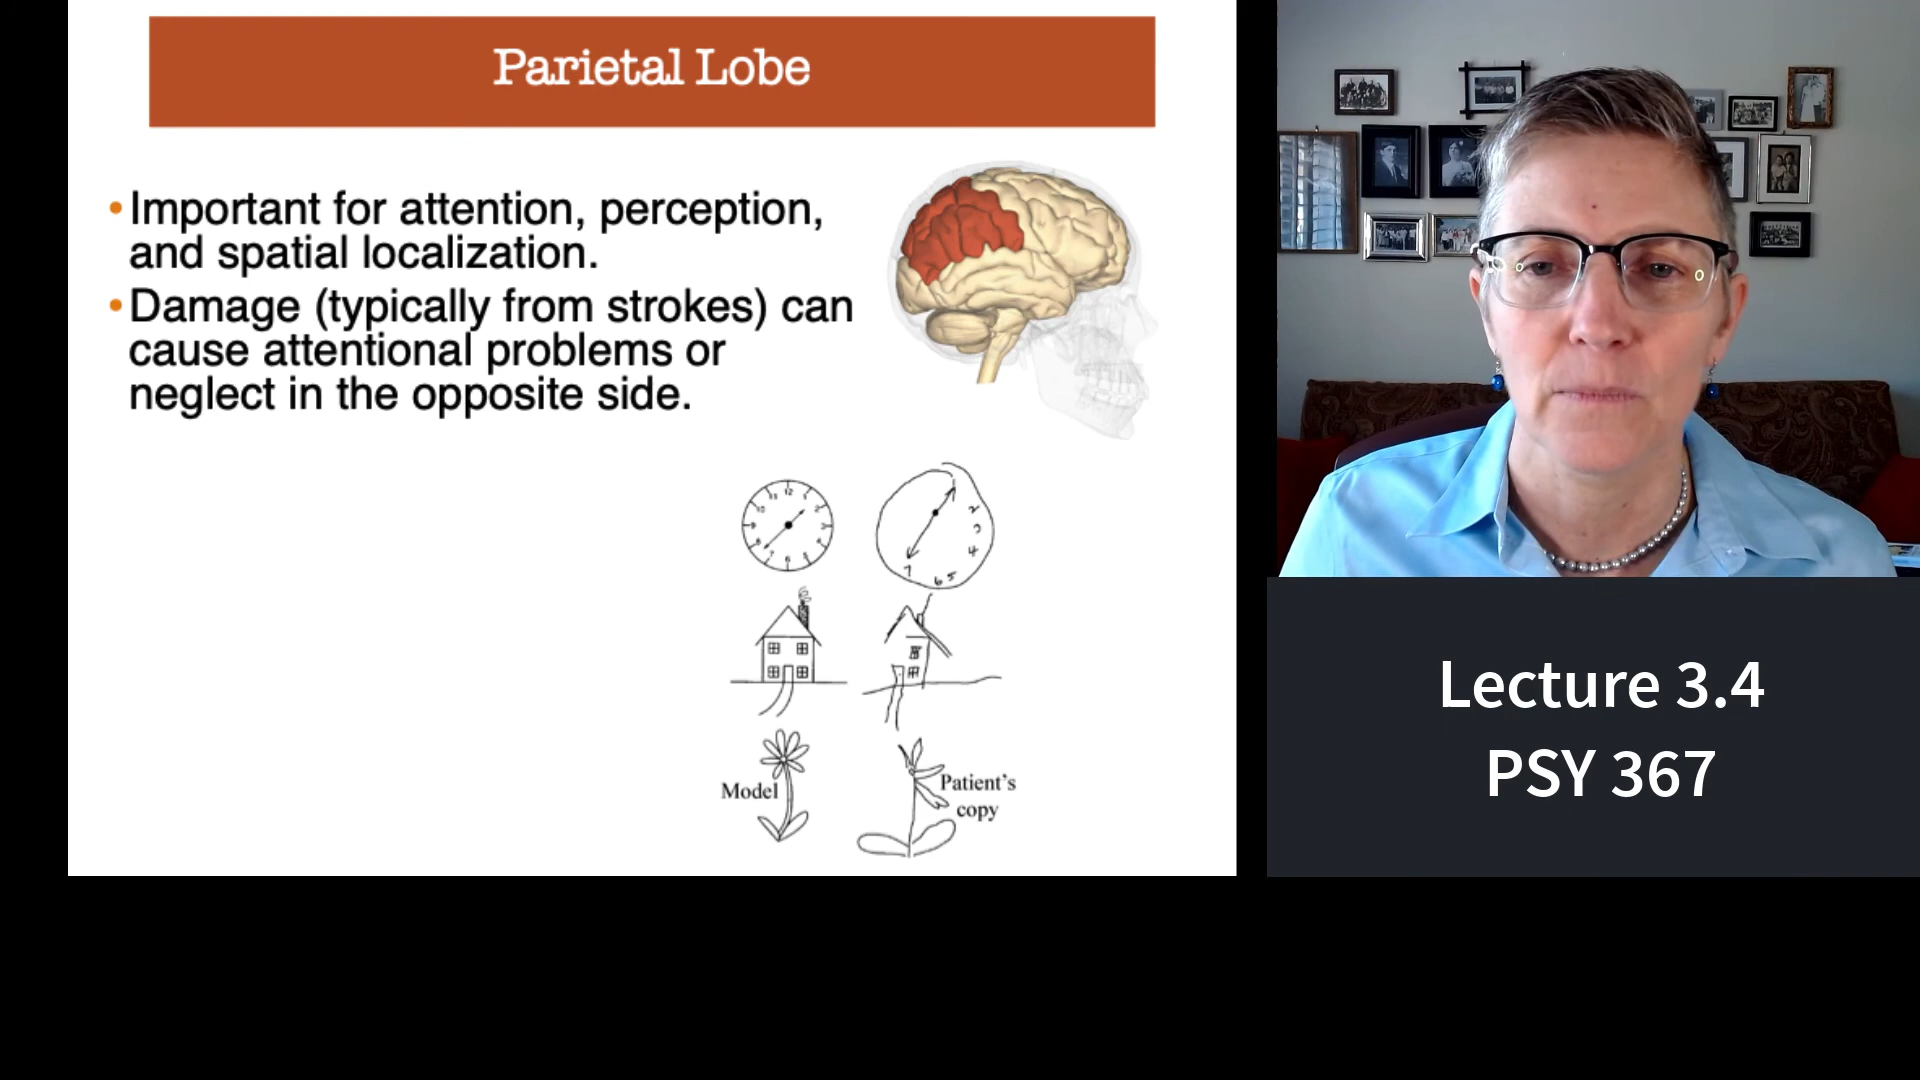 Parietal Lobe
•Important for attention, perception,
and spatial localization.
•Damage (typically from strokes) can
cause attentional problems or
neglect in the opposite side.
Model
Patient's
copy
Lecture 3.4
PSY 367